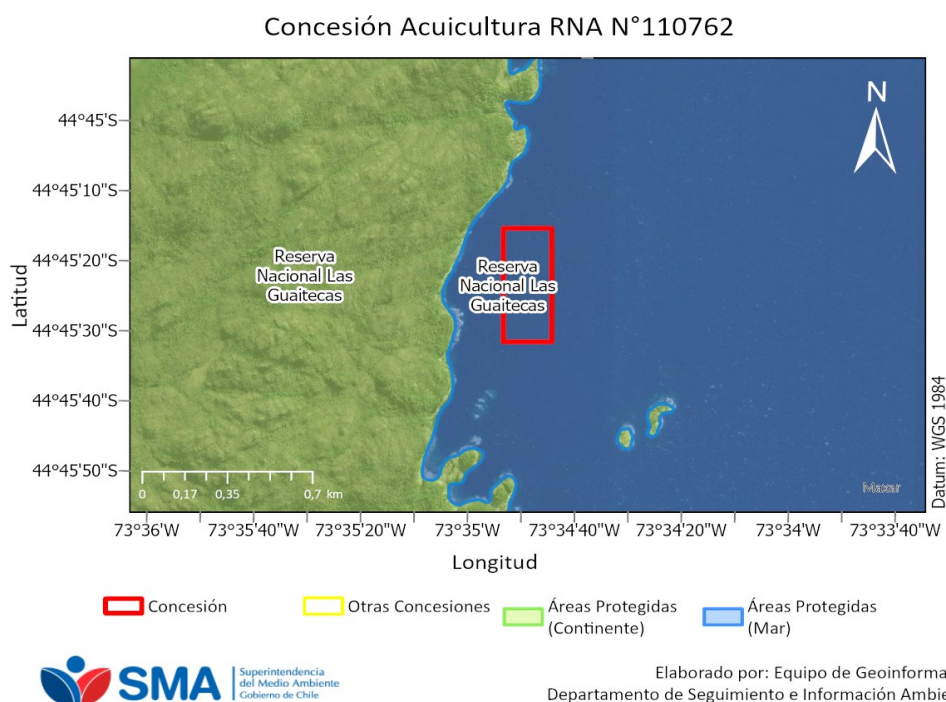 Concesión Acuicultura RNA N°110762
N
44°45'S
44°45'10"S
44°45'20"S
44°45'30"S
44°45'40"S
44°45'50"S
Latitud
Reserva
Nacional Las
Guaitecas
Reserva
Nacional Las
Guaitecas
Datum: WGS 1984
0 0,17 0,35 0,7 km
Maxar
73°36'W 73°35'40"W 73°35'20"W 73°35'W 73°34'40"W 73°34'20"W 73°34'W 73°33'40"W
Longitud
Concesión
Otras Concesiones
Áreas Protegidas
(Continente)
Áreas Protegidas
(Mar)
SMA
Superintendencia
del Medio Ambiente
Gobierno de Chile
Elaborado por: Equipo de Geoinforma
Departamento de Seguimiento e Información Ambie